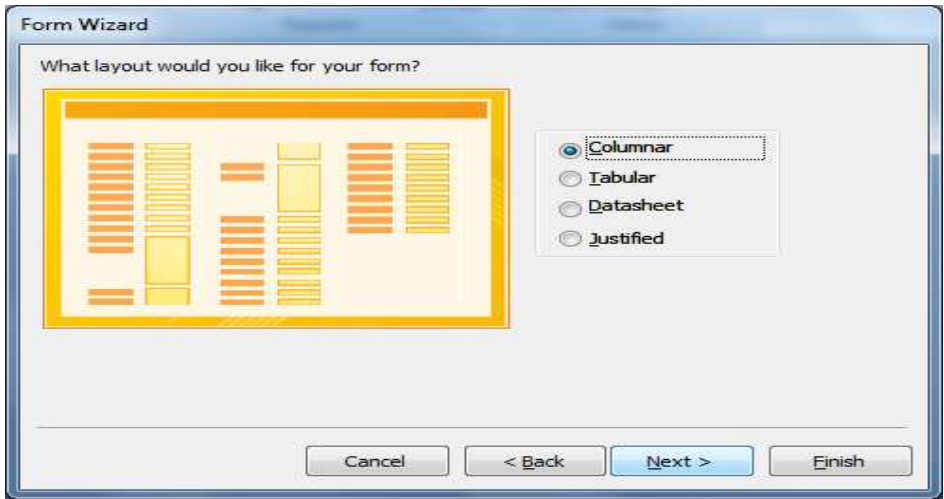 Form Wizard
What layout would you like for your form?
Columnar
Tabular
Datasheet
Justified
Cancel
< Back
Next >
Finish